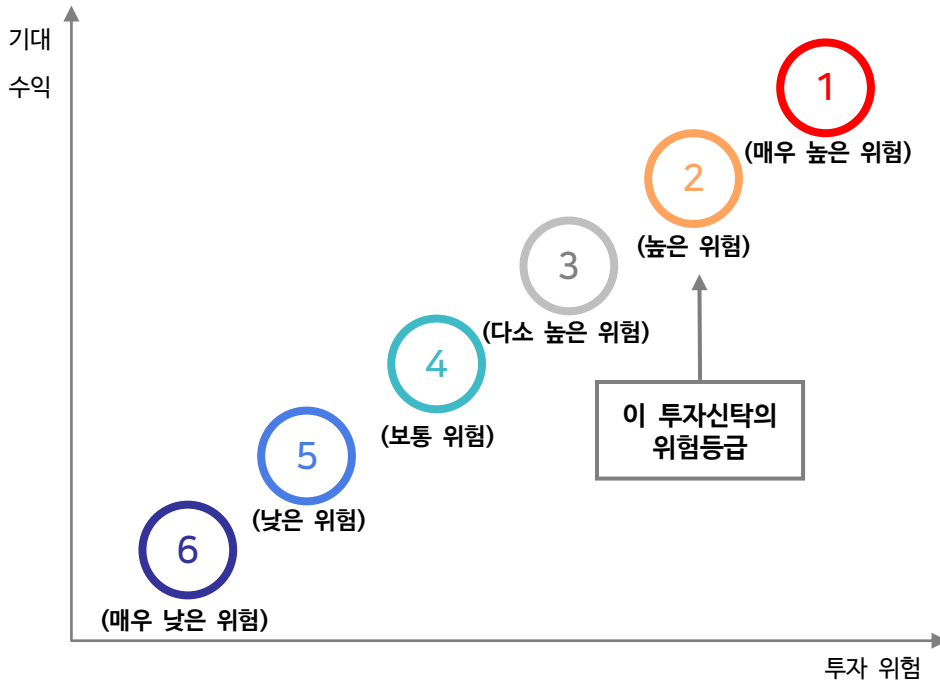 기대
수익
1
(매우 높은 위험)
2
(높은 위험)
3
(다소 높은 위험)
4
(보통 위험)
이 투자신탁의
위험등급
5
(낮은 위험)
6
(매우 낮은 위험)
투자 위험